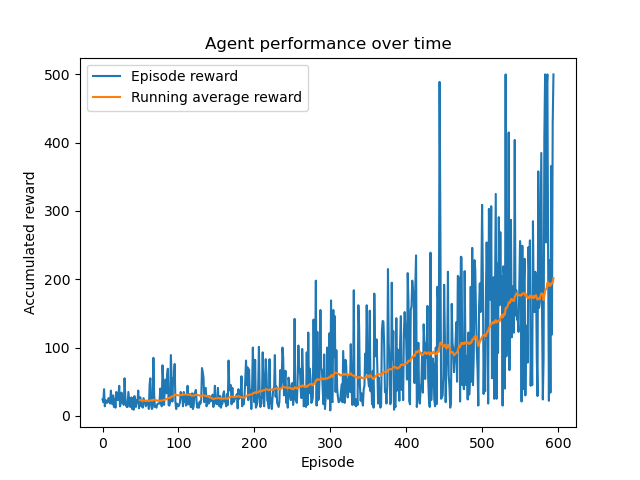 Agent performance over time
Episode reward
Running average reward
Accumulated reward
500
400
300
200
100
0
0 100 200 300 400 500 600
Episode